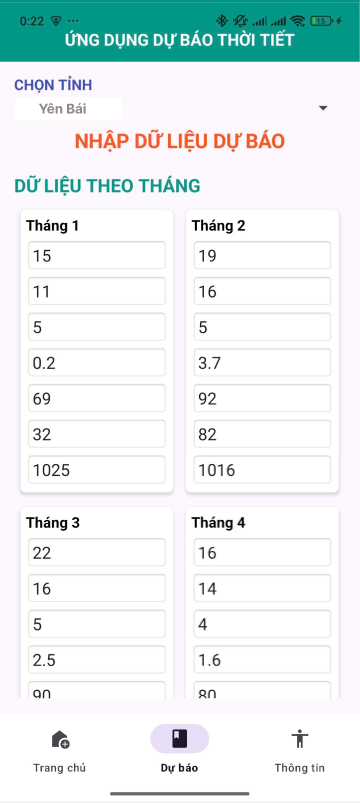 0:22
15
ỨNG DỤNG DỰ BÁO THỜI TIẾT
CHỌN TỈNH
Yên Bái
NHẬP DỮ LIỆU DỰ BÁO
DỮ LIỆU THEO THÁNG
Tháng 1
15
11
5
0.2
69
32
1025
Tháng 2
19
16
5
3.7
92
82
1016
Tháng 3
22
16
5
2.5
90
Tháng 4
16
14
4
1.6
80
Trang chủ
Dự báo
Thông tin